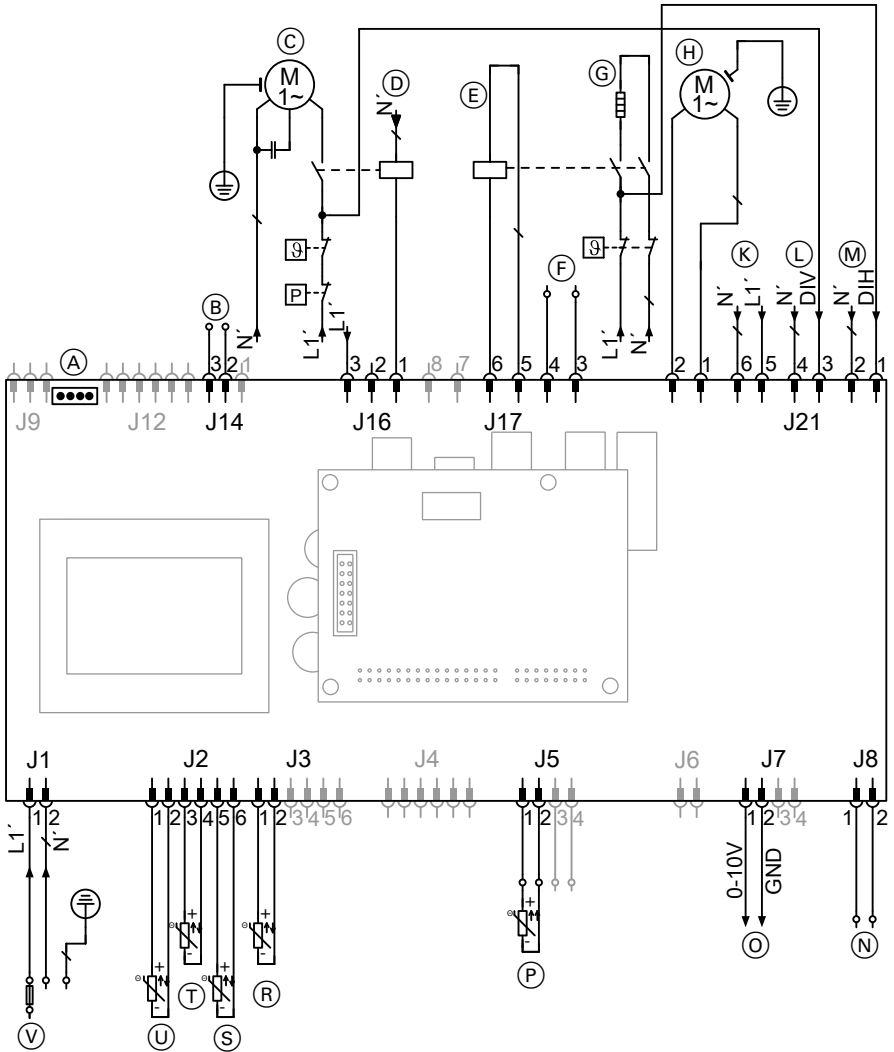 C
H
M
1~
D
G
M
1~
E
N´
B
F
K
L
M
ϑ
P
ϑ
N´
L1´
N´
DIV
N´
DIH
N´
L1´
L1´
L1´
N´
A
3 2 1
3 2 1
8 7
6 5 4 3
2 1
6 5
4 3
2 1
J9
J12
J14
J16
J17
J21
J1
J2
J3
J4
J5
J6
J7
J8
1 2
1 2 3 4 5 6
1 2 3 4 5 6
1 2 3 4
1 2 3 4
1 2
L1´
N´
0-10V
GND
+
ϑ
-
+
ϑ
-
+
ϑ
-
+
ϑ
-
+
ϑ
-
V
U
T
S
R
P
O
N